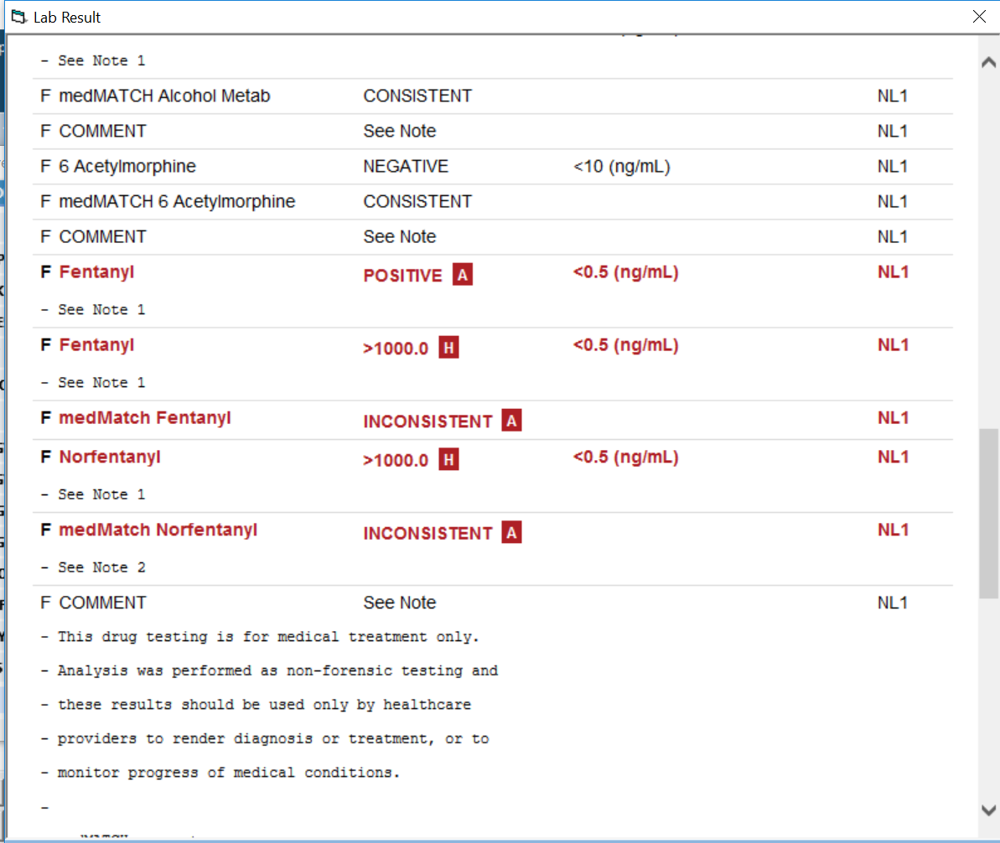 Lab Result
- See Note 1
F medMATCH Alcohol Metab CONSISTENT NL1
F COMMENT See Note NL1
F 6 Acetylmorphine NEGATIVE <10 (ng/mL) NL1
F medMATCH 6 Acetylmorphine CONSISTENT NL1
F COMMENT See Note NL1
F Fentanyl POSITIVE A <0.5 (ng/mL) NL1
- See Note 1
F Fentanyl >1000.0 H <0.5 (ng/mL) NL1
- See Note 1
F medMatch Fentanyl INCONSISTENT A NL1
F Norfentanyl >1000.0 H <0.5 (ng/mL) NL1
- See Note 1
F medMatch Norfentanyl INCONSISTENT A NL1
- See Note 2
F COMMENT See Note NL1
- This drug testing is for medical treatment only.
- Analysis was performed as non-forensic testing and
- these results should be used only by healthcare
- providers to render diagnosis or treatment, or to
- monitor progress of medical conditions.
-